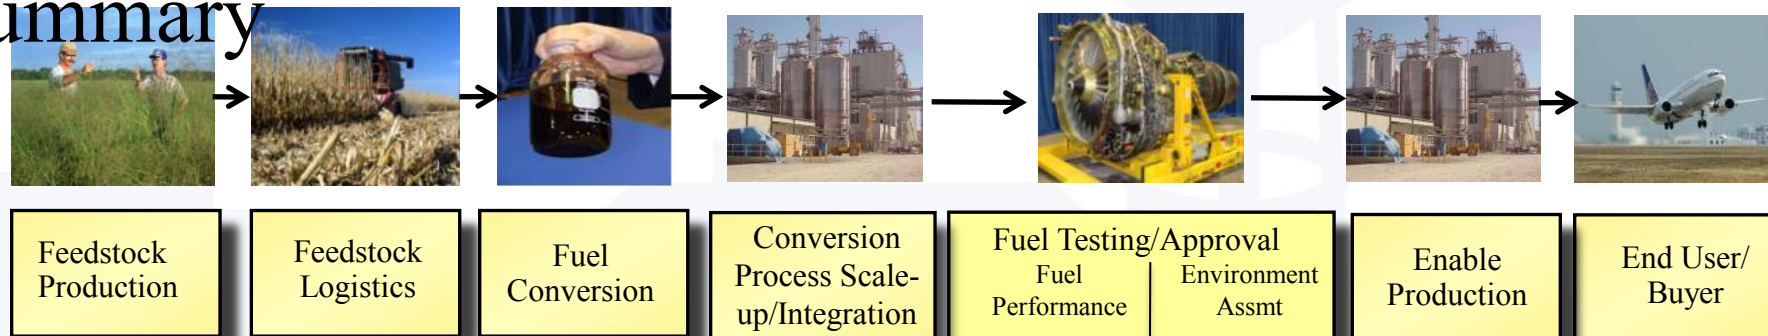 ummary
Feedstock
Production
Feedstock
Logistics
Fuel
Conversion
Conversion
Process Scale-
up/Integration
Fuel Testing/Approval
Fuel
Performance
Environment
Assmt
Enable
Production
End User/
Buyer